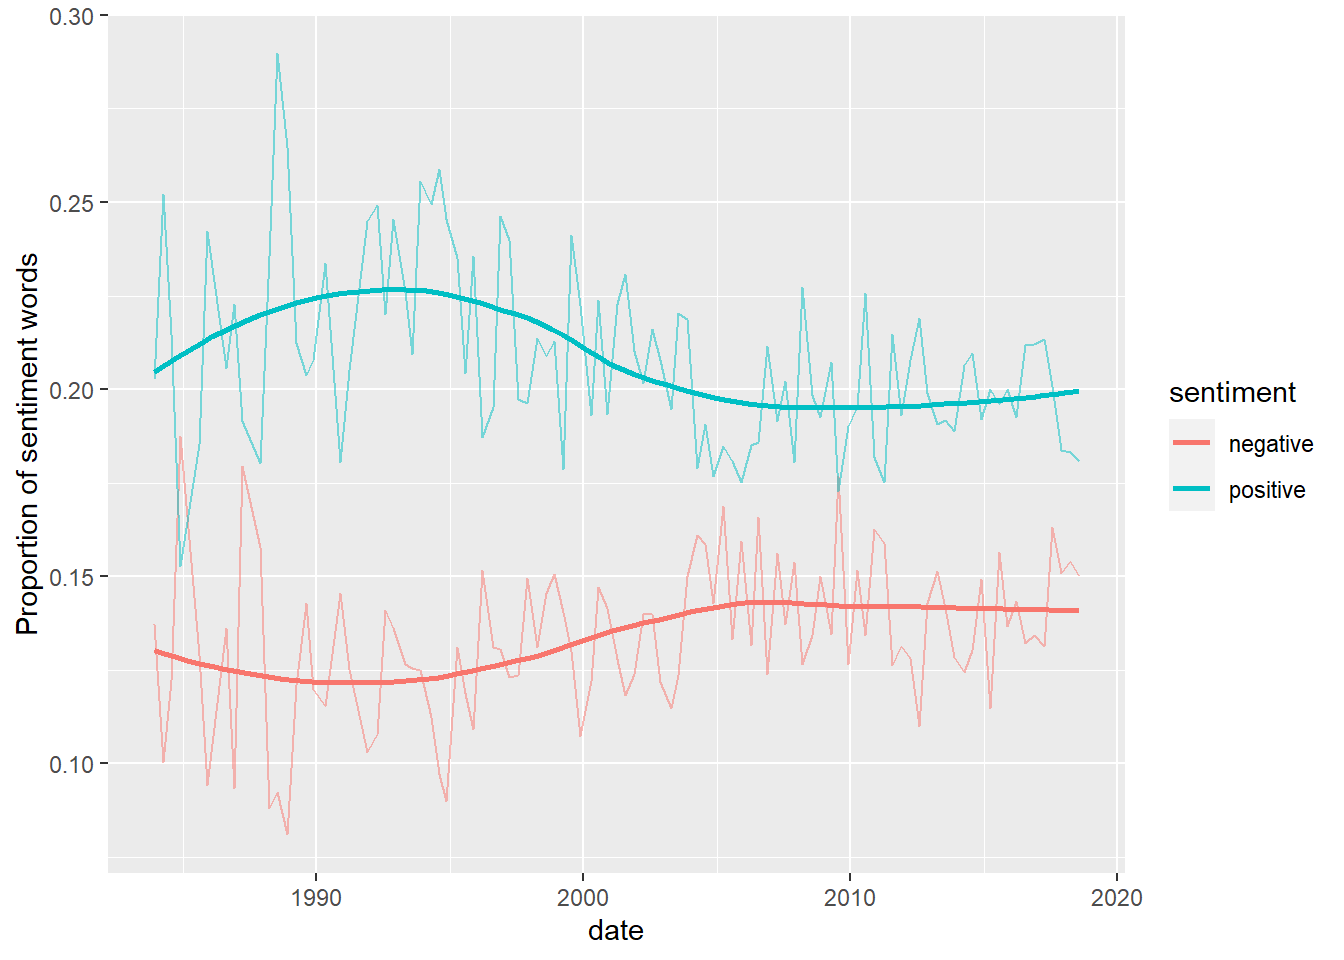 0.30
0.25
0.20
0.15
0.10
Proportion of sentiment words
1990 2000 2010 2020
date
sentiment
negative
positive